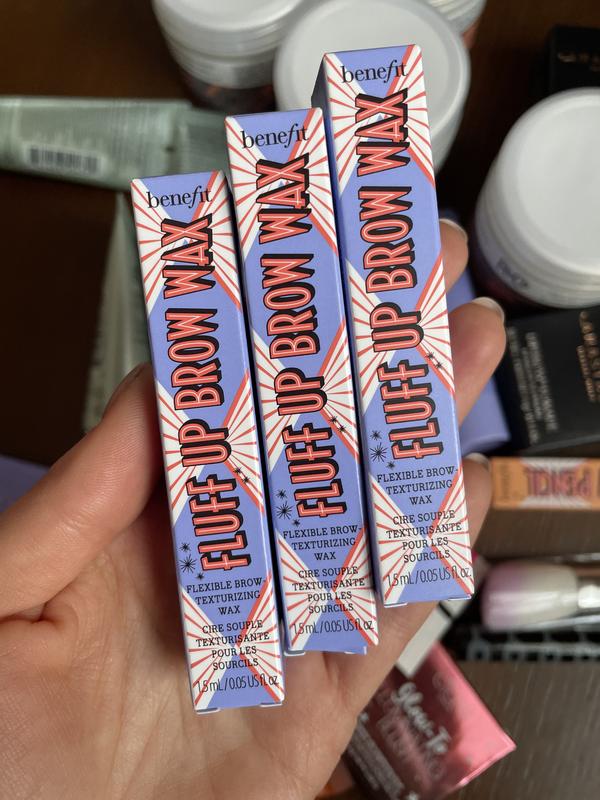 benefit
FLUFF UP BROW WAX
FLEXIBLE BROW-
TEXTURIZING
WAX
CIRE SOUPLE
TEXTURISANTE
POUR LES
SOURCILS
1.5 mL / 0.05 US fl.oz.
benefit
FLUFF UP BROW WAX
FLEXIBLE BROW-
TEXTURIZING
WAX
CIRE SOUPLE
TEXTURISANTE
POUR LES
SOURCILS
1.5 mL / 0.05 US fl.oz.
benefit
FLUFF UP BROW WAX
FLEXIBLE BROW-
TEXTURIZING
WAX
CIRE SOUPLE
TEXTURISANTE
POUR LES
SOURCILS
1.5 mL / 0.05 US fl.oz.
PENCIL
Glow-To